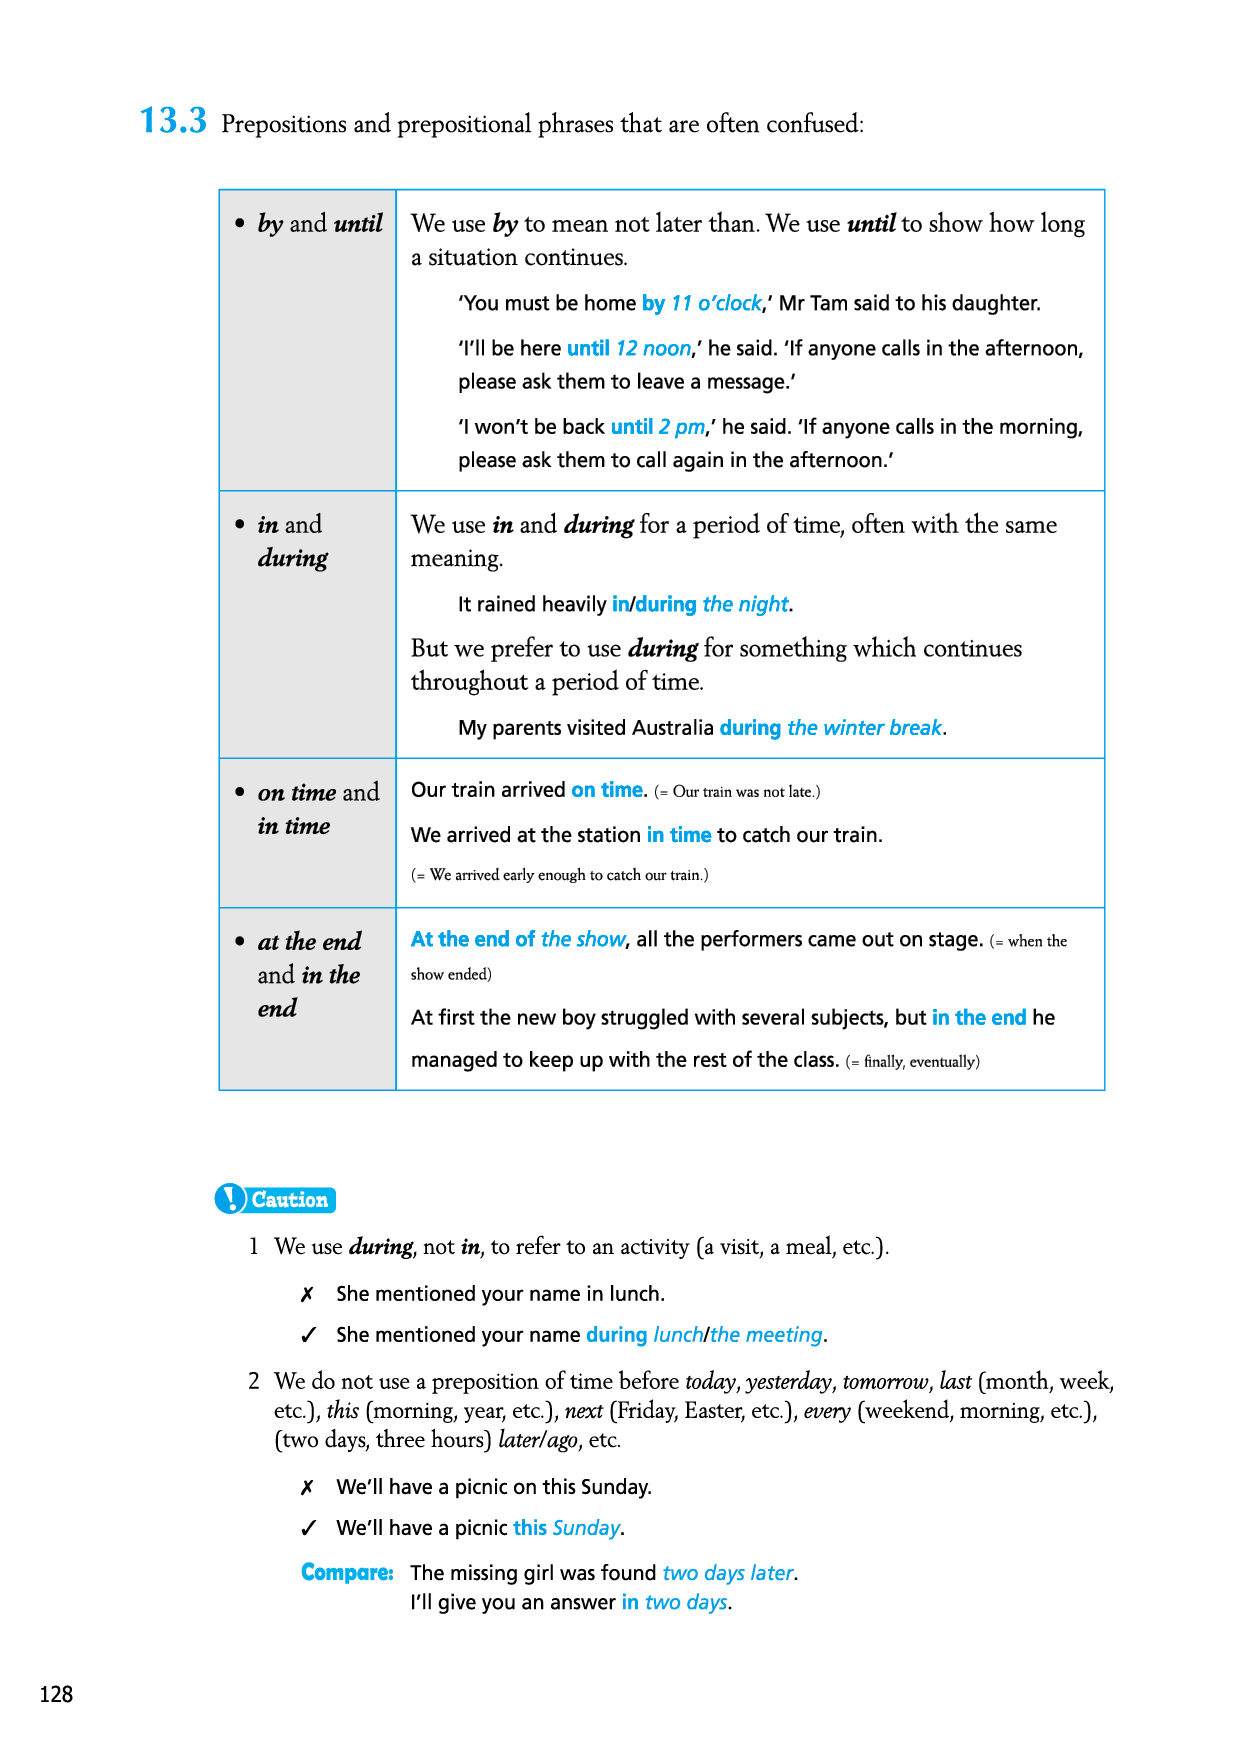 13.3 Prepositions and prepositional phrases that are often confused:
• by and until
We use by to mean not later than. We use until to show how long
a situation continues.
‘You must be home by 11 o’clock,’ Mr Tam said to his daughter.
‘I’ll be here until 12 noon,’ he said. ‘If anyone calls in the afternoon,
please ask them to leave a message.’
‘I won’t be back until 2 pm,’ he said. ‘If anyone calls in the morning,
please ask them to call again in the afternoon.’
• in and
during
We use in and during for a period of time, often with the same
meaning.
It rained heavily in/during the night.
But we prefer to use during for something which continues
throughout a period of time.
My parents visited Australia during the winter break.
• on time and
in time
Our train arrived on time. (= Our train was not late.)
We arrived at the station in time to catch our train.
(= We arrived early enough to catch our train.)
• at the end
and in the
end
At the end of the show, all the performers came out on stage. (= when the
show ended)
At first the new boy struggled with several subjects, but in the end he
managed to keep up with the rest of the class. (= finally, eventually)
! Caution
1 We use during, not in, to refer to an activity (a visit, a meal, etc.).
✗ She mentioned your name in lunch.
✓ She mentioned your name during lunch/the meeting.
2 We do not use a preposition of time before today, yesterday, tomorrow, last (month, week,
etc.), this (morning, year, etc.), next (Friday, Easter, etc.), every (weekend, morning, etc.),
(two days, three hours) later/ago, etc.
✗ We’ll have a picnic on this Sunday.
✓ We’ll have a picnic this Sunday.
Compare: The missing girl was found two days later.
I’ll give you an answer in two days.
128